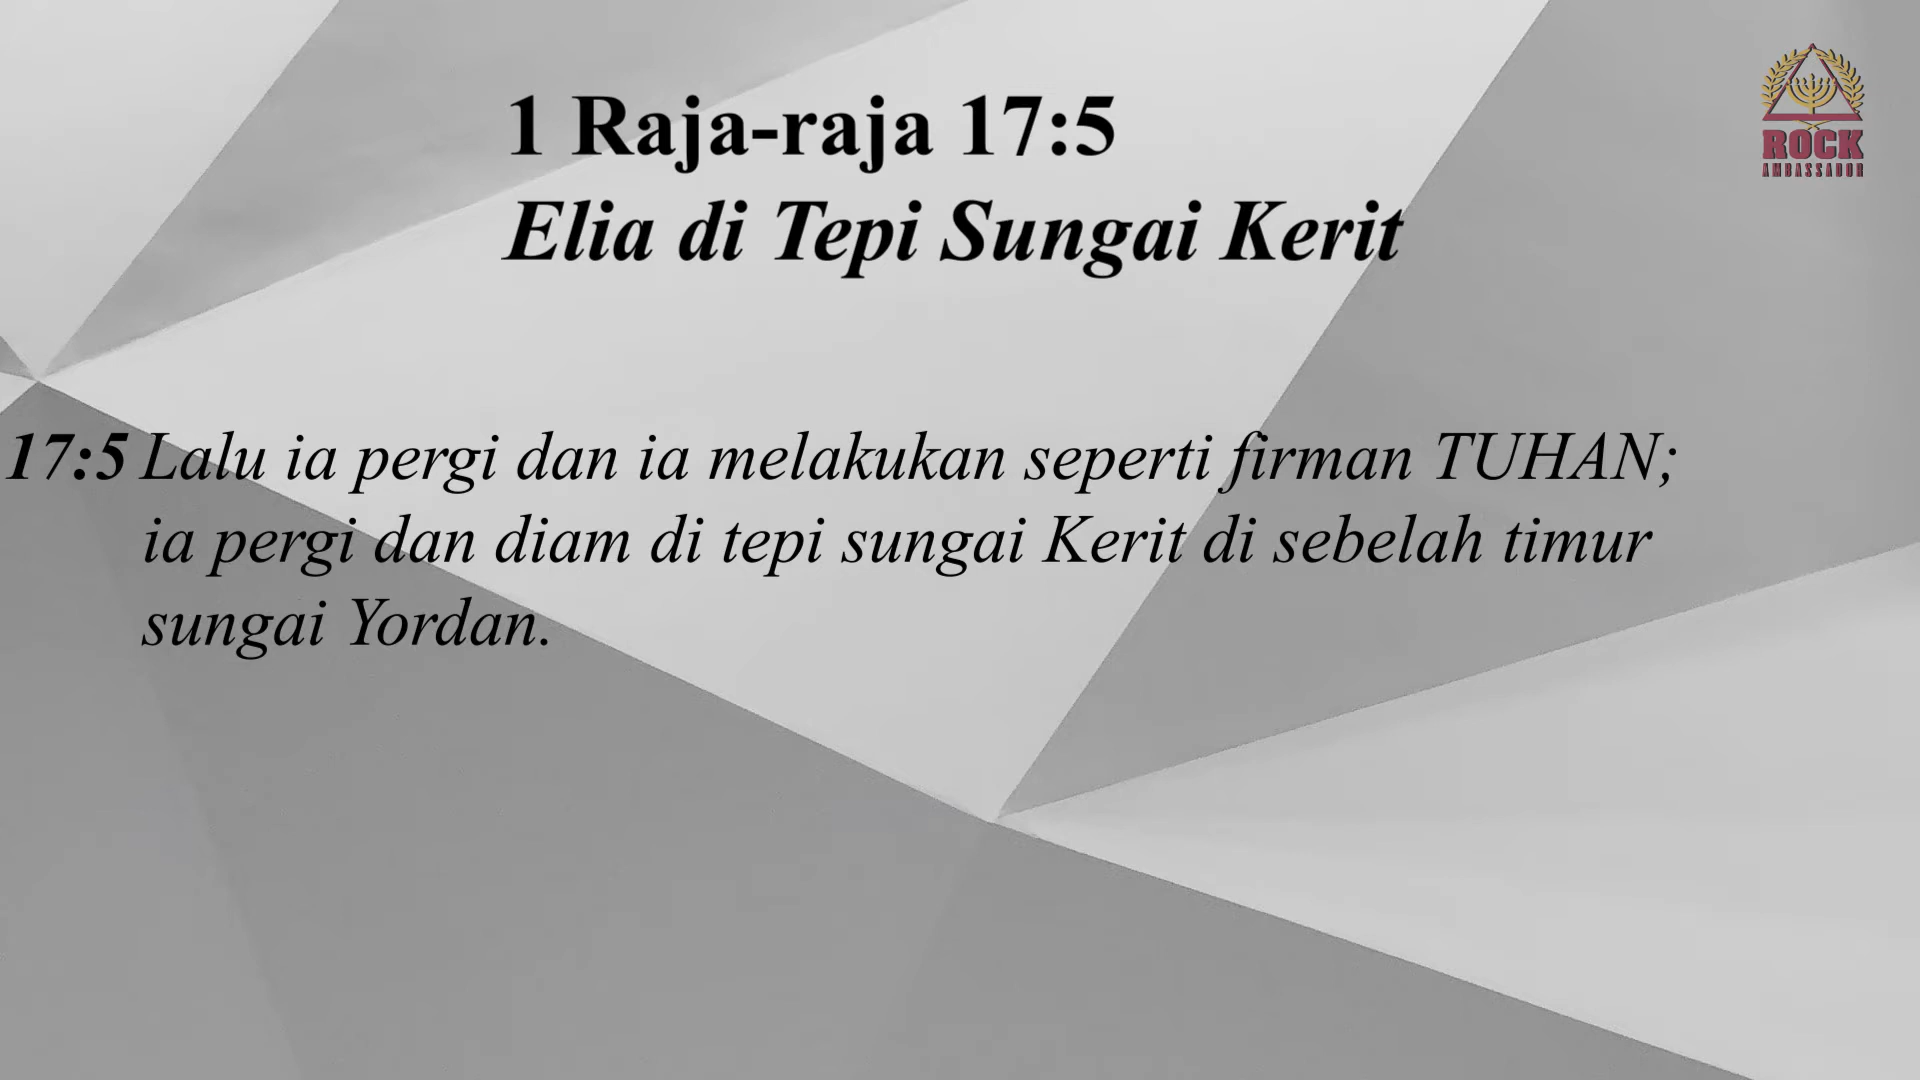 1 Raja-raja 17:5
Elia di Tepi Sungai Kerit
ROCK
AMBASSADOR
17:5 Lalu ia pergi dan ia melakukan seperti firman TUHAN;
ia pergi dan diam di tepi sungai Kerit di sebelah timur
sungai Yordan.